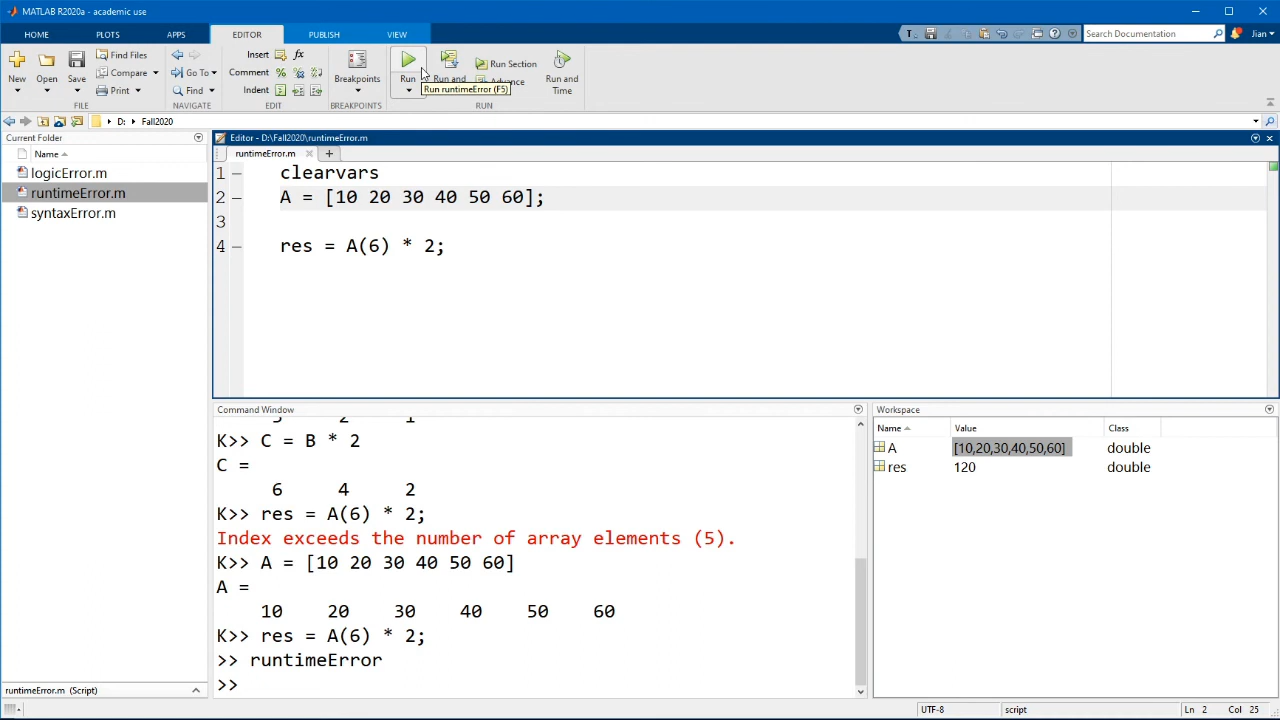 MATLAB R2020a - academic use
HOME PLOTS APPS EDITOR PUBLISH VIEW
Search Documentation Jian
New Open Save Find Files Compare Print
FILE
Go To Find
NAVIGATE
Insert fx
Comment
Indent
EDIT
Breakpoints
BREAKPOINTS
Run Run and Run Section Advance Run and Time
RUN
Run runtimeError (F5)
D: Fall2020
Current Folder
Name
logicError.m
runtimeError.m
syntaxError.m
runtimeError.m (Script)
Editor - D:\Fall2020\runtimeError.m
runtimeError.m
1 – clearvars
2 – A = [10 20 30 40 50 60];
3
4 – res = A(6) * 2;
Command Window
K>> C = B * 2
C =
6 4 2
K>> res = A(6) * 2;
Index exceeds the number of array elements (5).
K>> A = [10 20 30 40 50 60]
A =
10 20 30 40 50 60
K>> res = A(6) * 2;
>> runtimeError
>>
Workspace
Name Value Class
A [10,20,30,40,50,60] double
res 120 double
UTF-8 script Ln 2 Col 25